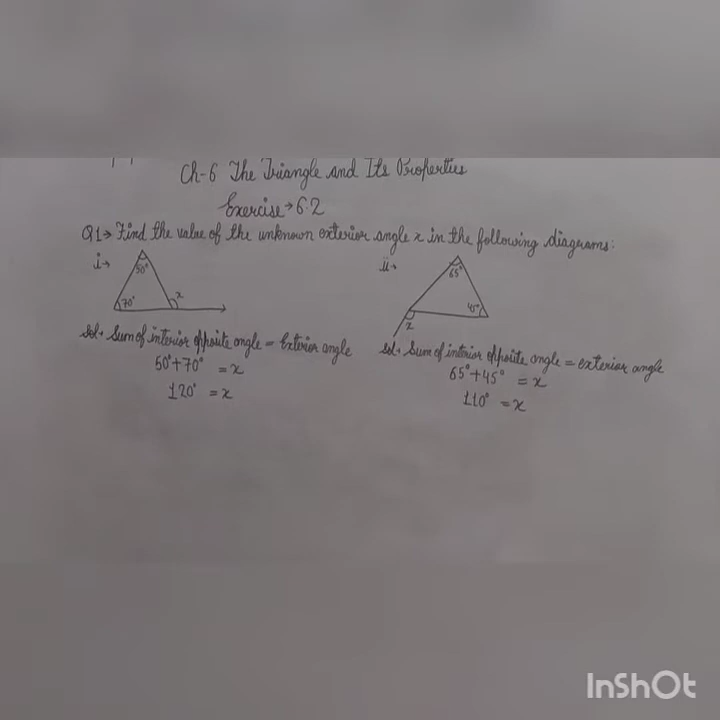 Ch-6 The Triangle and Its Properties
Exercise → 6.2
Q1→ Find the value of the unknown exterior angle x in the following diagrams:
i→
50°
70°
x
Sol. Sum of interior opposite angle = Exterior angle
50°+70° = x
120° = x
ii→
65°
45°
x
Sol. Sum of interior opposite angle = exterior angle
65°+45° = x
110° = x
InShOt